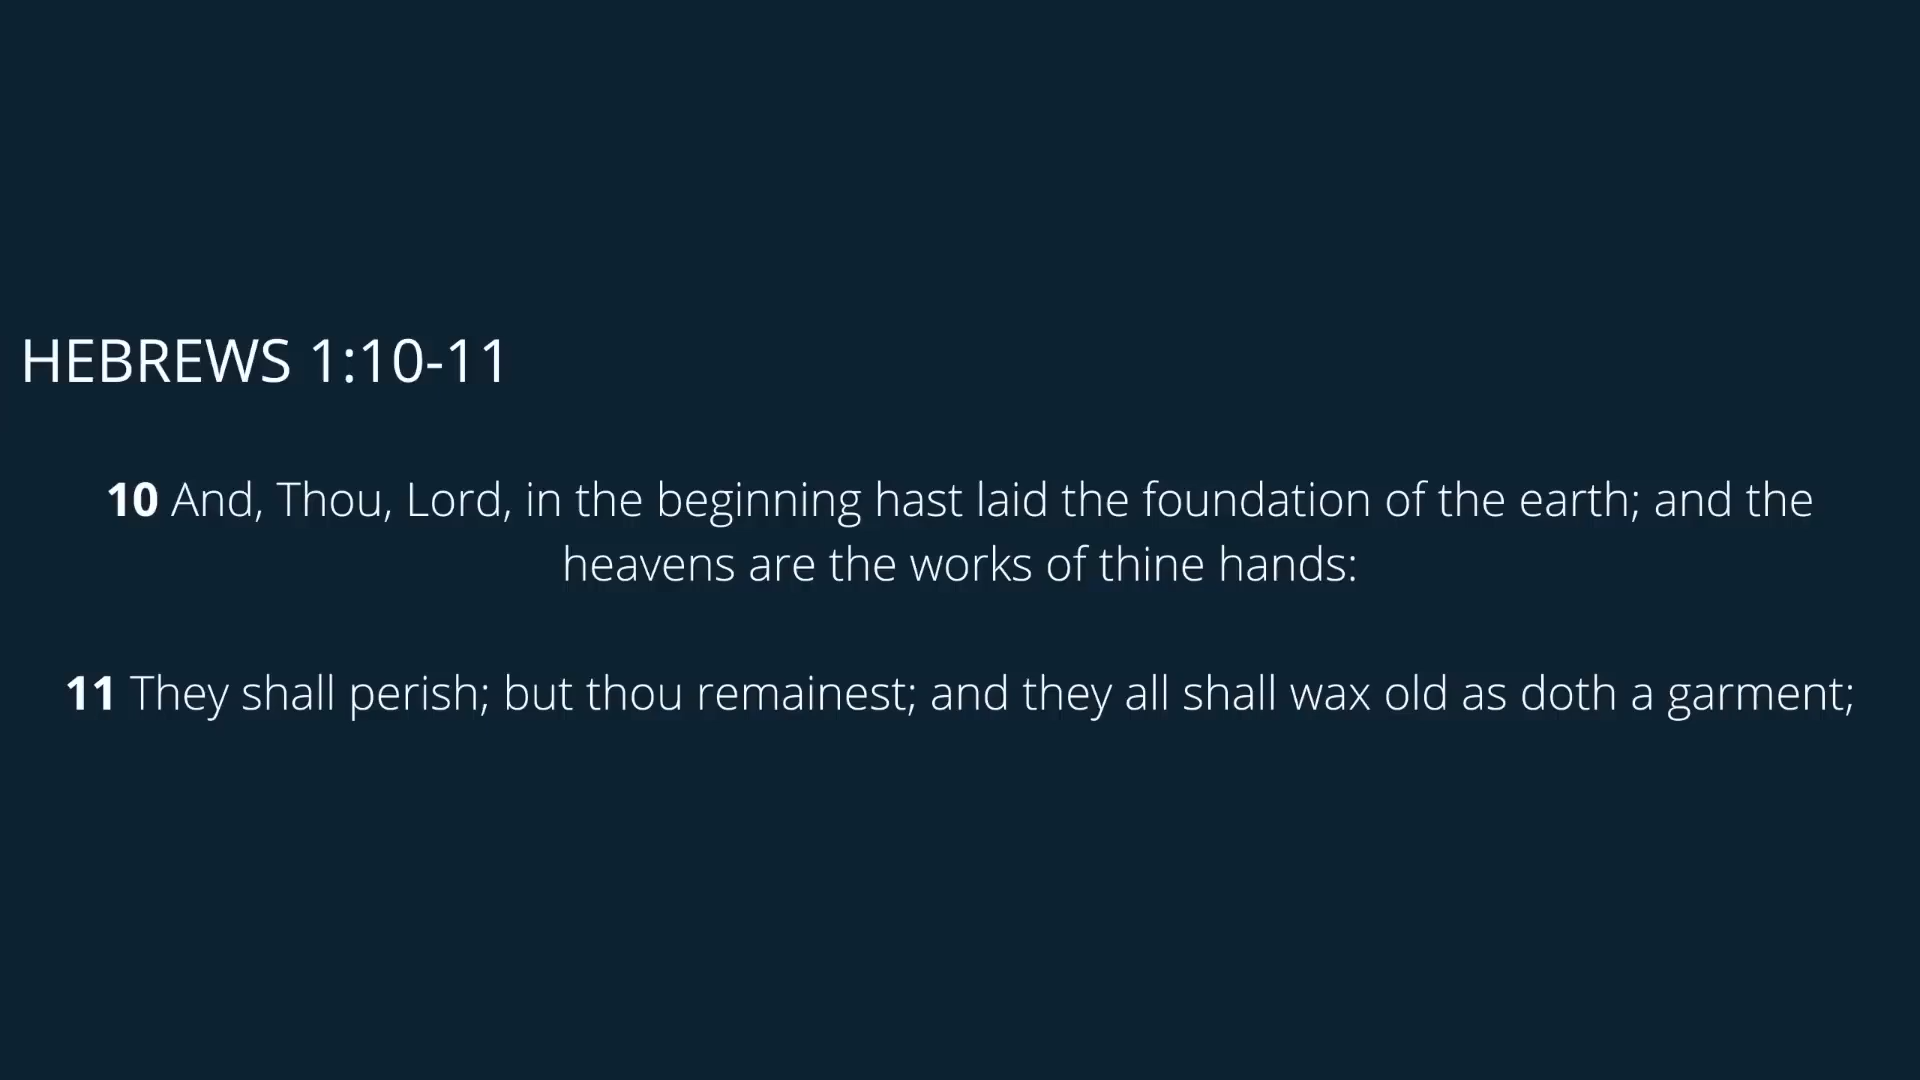 HEBREWS 1:10-11
10 And, Thou, Lord, in the beginning hast laid the foundation of the earth; and the
heavens are the works of thine hands:
11 They shall perish; but thou remainest; and they all shall wax old as doth a garment;